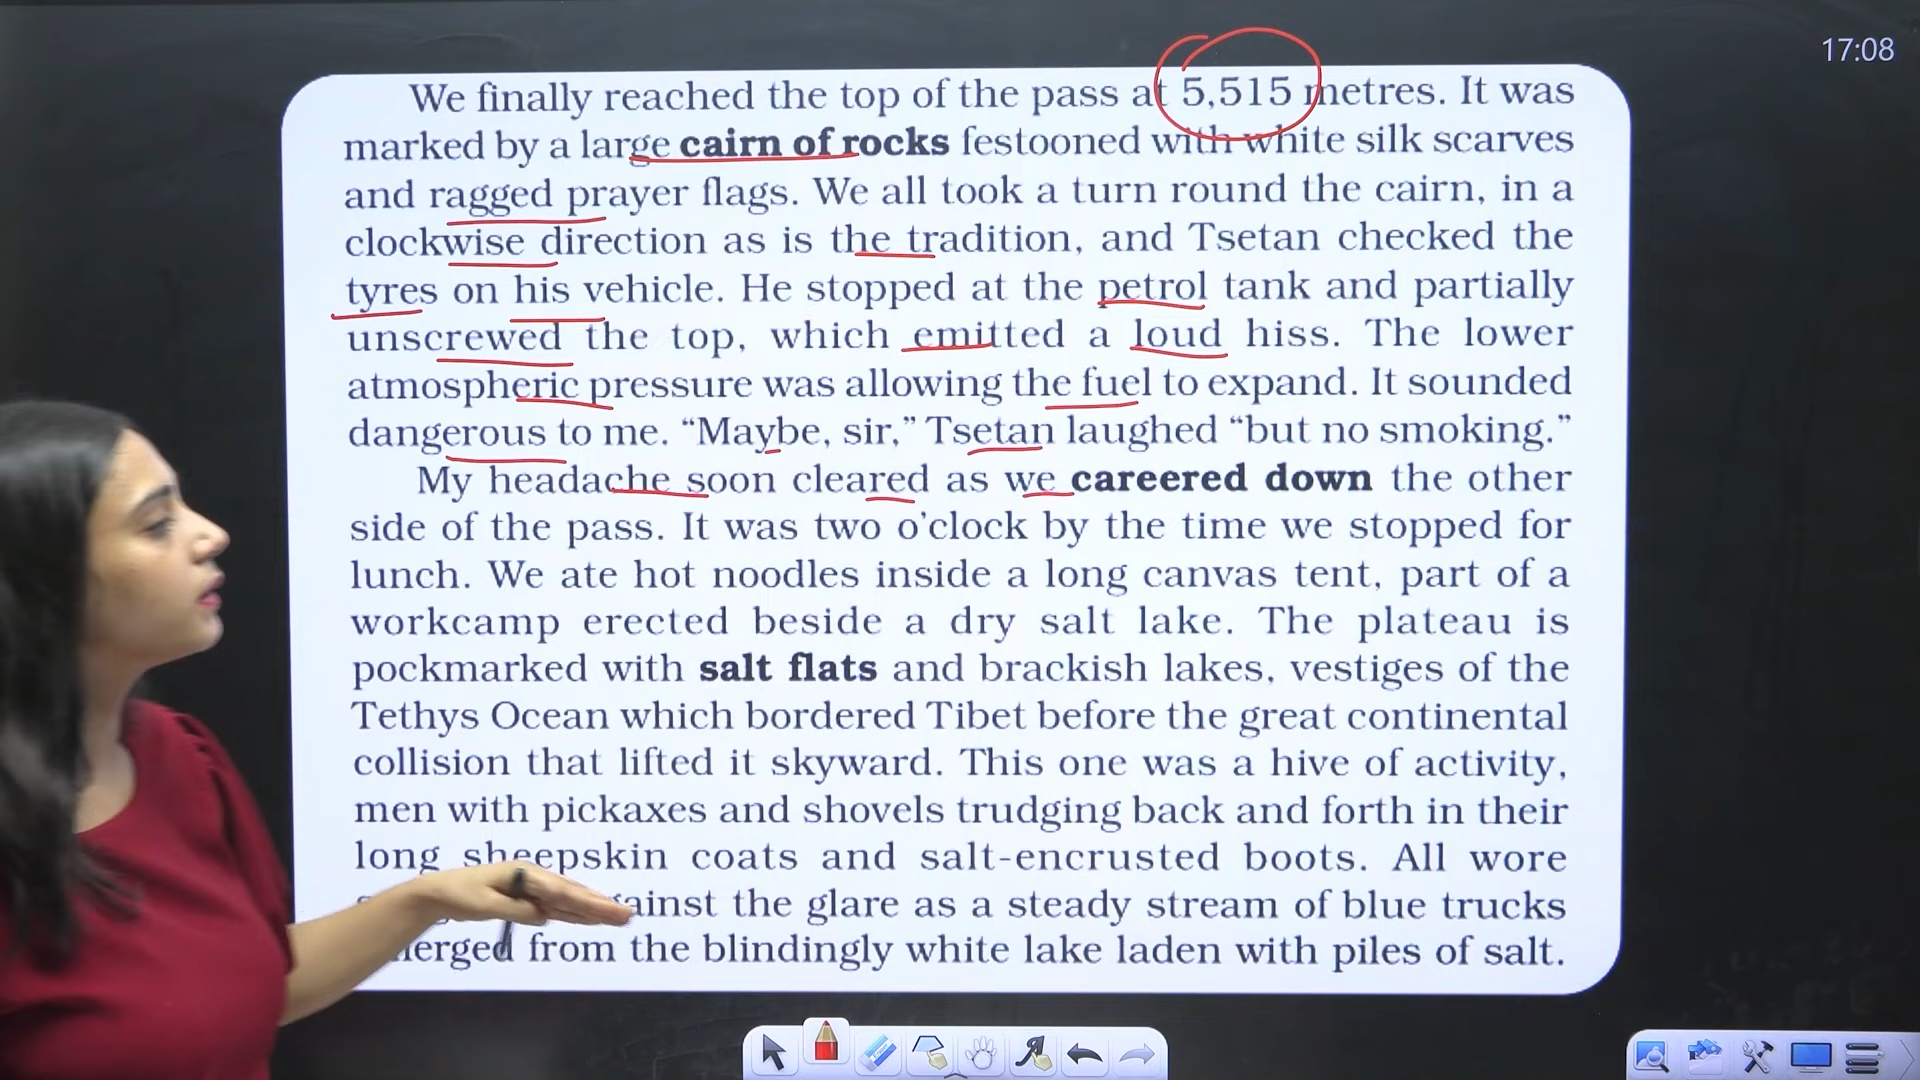 17:08
We finally reached the top of the pass at 5,515 metres. It was
marked by a large cairn of rocks festooned with white silk scarves
and ragged prayer flags. We all took a turn round the cairn, in a
clockwise direction as is the tradition, and Tsetan checked the
tyres on his vehicle. He stopped at the petrol tank and partially
unscrewed the top, which emitted a loud hiss. The lower
atmospheric pressure was allowing the fuel to expand. It sounded
dangerous to me. “Maybe, sir,” Tsetan laughed “but no smoking.”
My headache soon cleared as we careered down the other
side of the pass. It was two o’clock by the time we stopped for
lunch. We ate hot noodles inside a long canvas tent, part of a
workcamp erected beside a dry salt lake. The plateau is
pockmarked with salt flats and brackish lakes, vestiges of the
Tethys Ocean which bordered Tibet before the great continental
collision that lifted it skyward. This one was a hive of activity,
men with pickaxes and shovels trudging back and forth in their
long sheepskin coats and salt-encrusted boots. All wore
the glare as a steady stream of blue trucks
from the blindingly white lake laden with piles of salt.